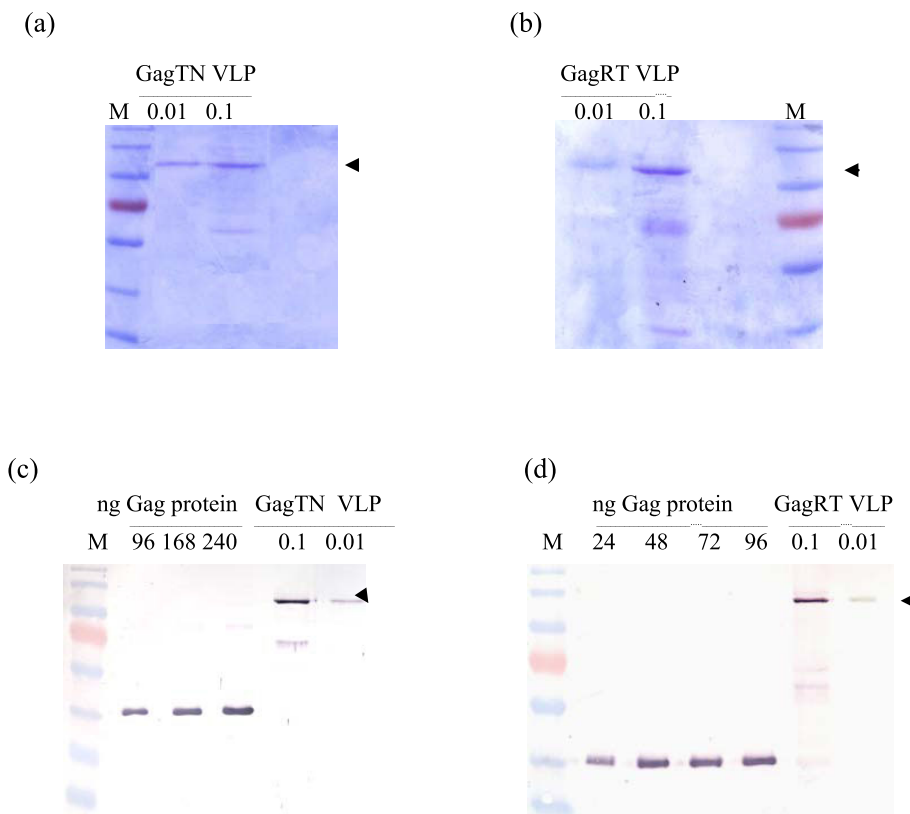 (a)
GagTN VLP
M 0.01 0.1
(b)
GagRT VLP
0.01 0.1 M
(c)
ng Gag protein GagTN VLP
M 96 168 240 0.1 0.01
(d)
ng Gag protein GagRT VLP
M 24 48 72 96 0.1 0.01